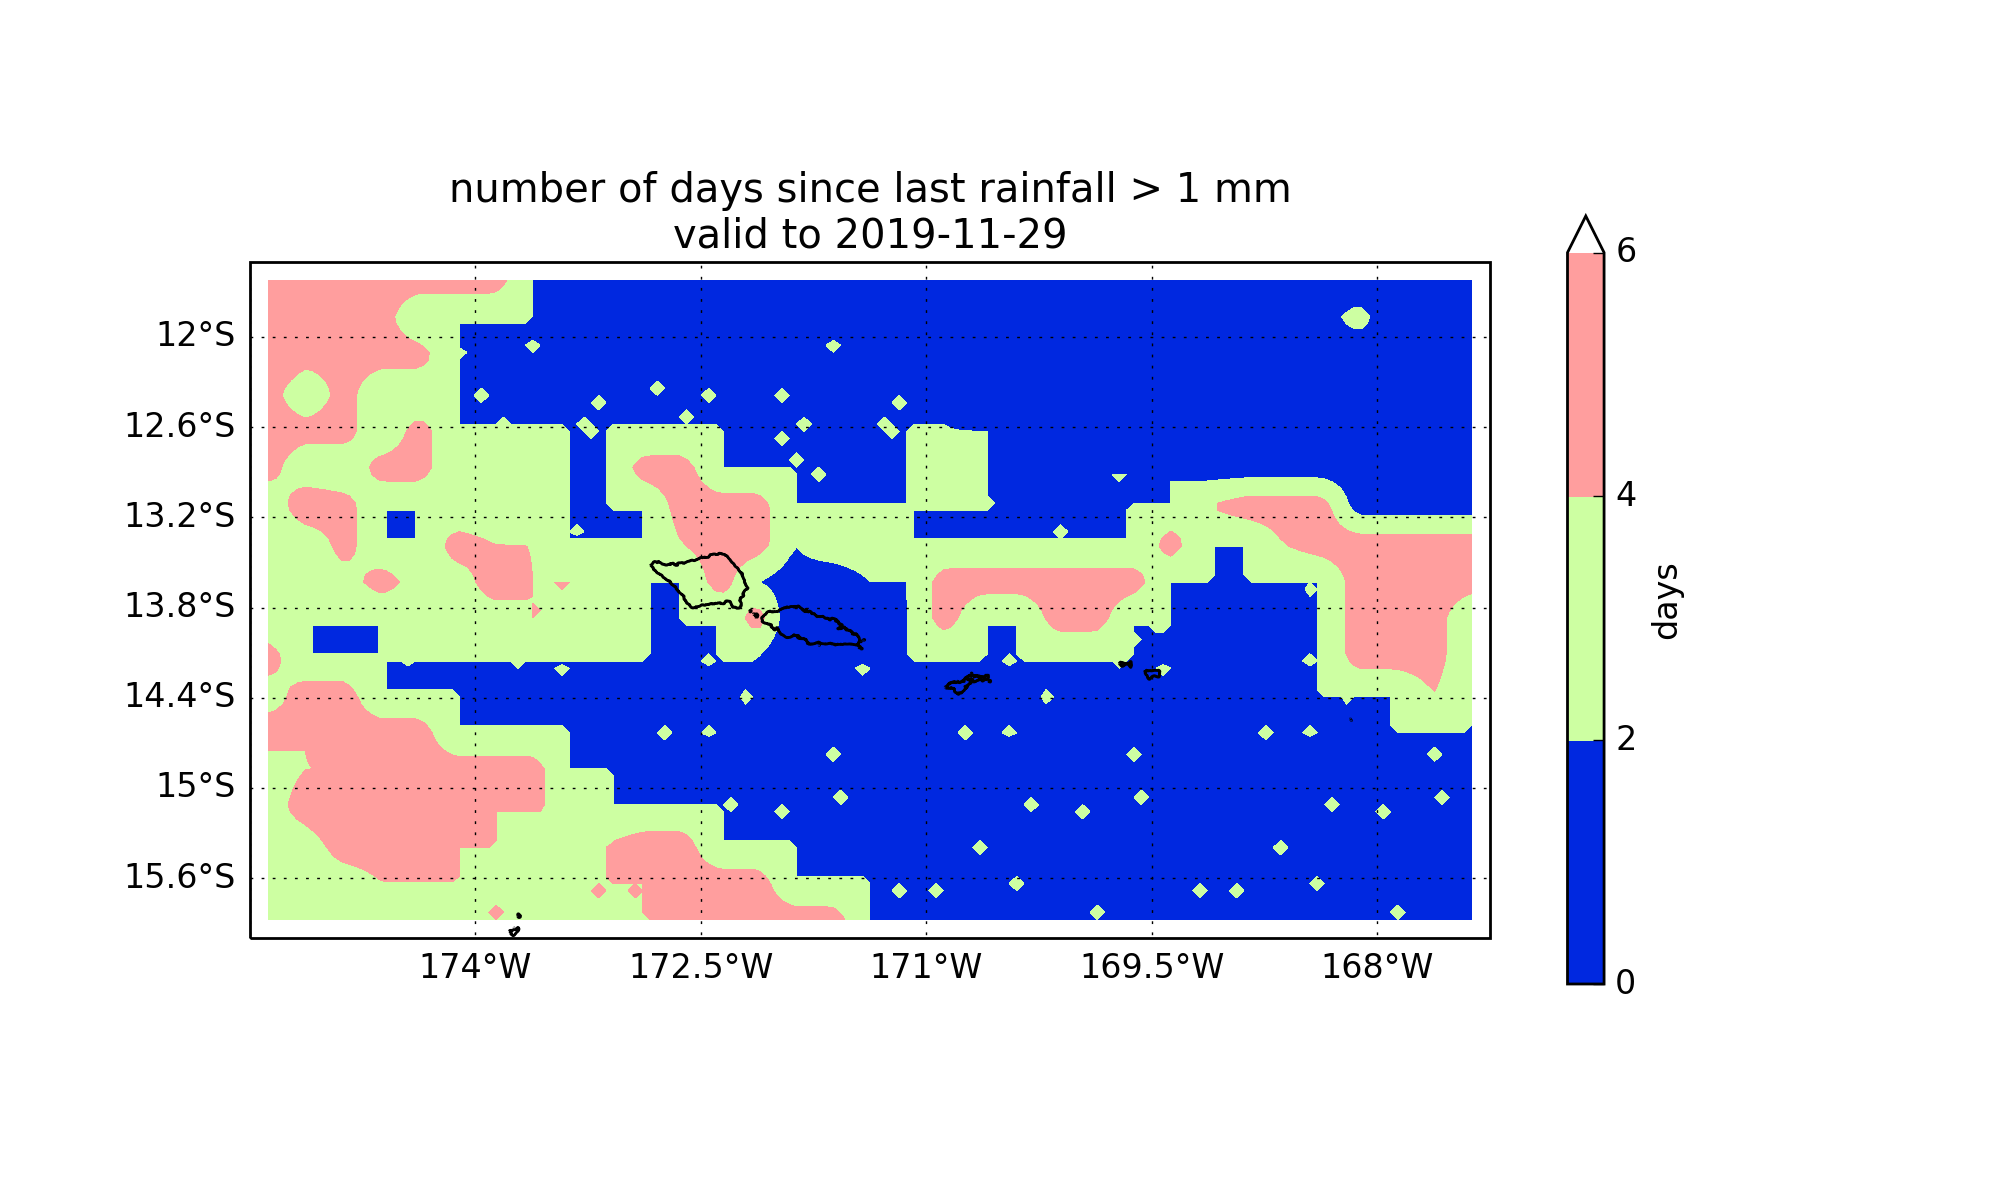 number of days since last rainfall > 1 mm
valid to 2019-11-29
12°S
12.6°S
13.2°S
13.8°S
14.4°S
15°S
15.6°S
174°W
172.5°W
171°W
169.5°W
168°W
6
4
2
0
days